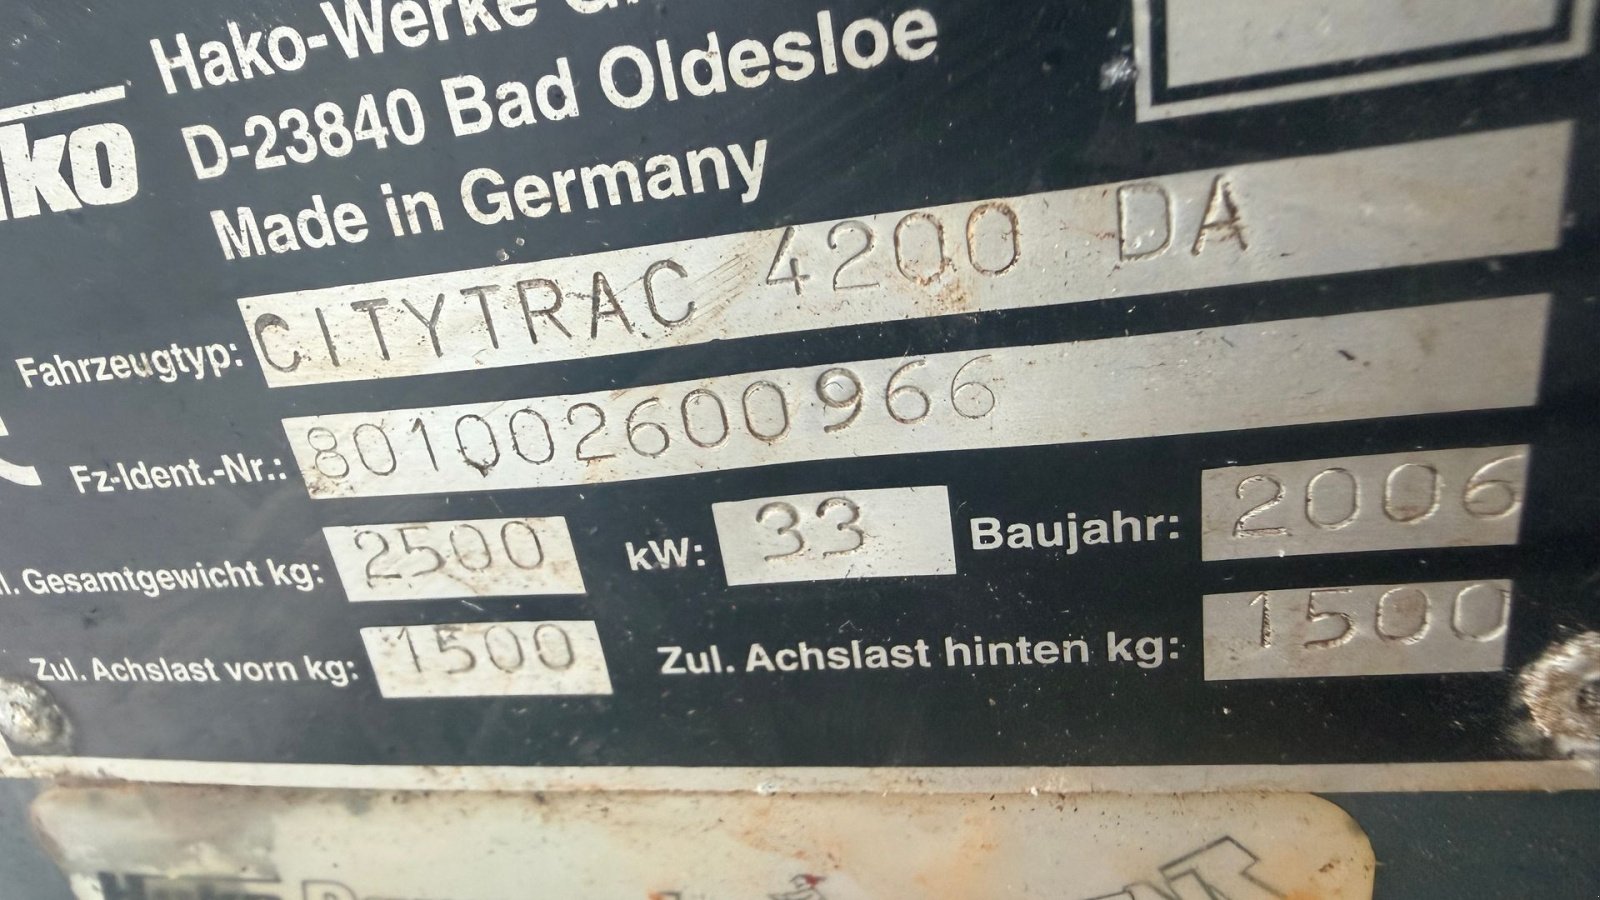 Hako-Werke
D-23840 Bad Oldesloe
Made in Germany
Fahrzeugtyp: CITYTRAC 4200 DA
Fz-Ident.-Nr.: 801002600966
Gesamtgewicht kg: 2500 kW: 33 Baujahr: 2006
Zul. Achslast vorn kg: 1500 Zul. Achslast hinten kg: 1500